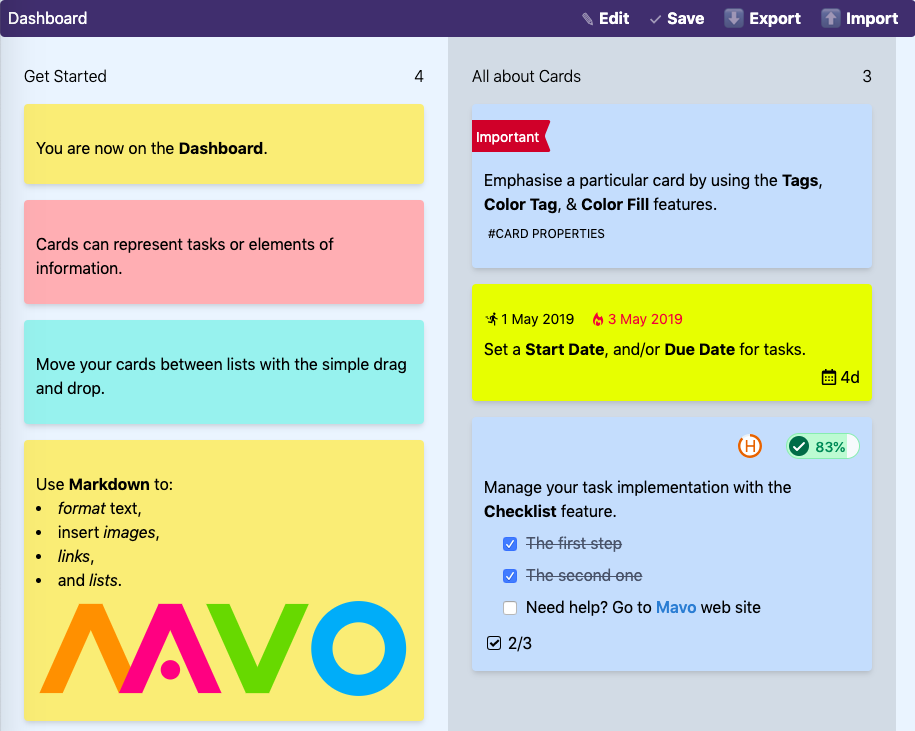 Dashboard
Edit
Save
Export
Import
Get Started
4
You are now on the Dashboard.
Cards can represent tasks or elements of
information.
Move your cards between lists with the simple drag
and drop.
Use Markdown to:
• format text,
• insert images,
• links,
• and lists.
MAVO
All about Cards
3
Important
Emphasise a particular card by using the Tags,
Color Tag, & Color Fill features.
#CARD PROPERTIES
1 May 2019 3 May 2019
Set a Start Date, and/or Due Date for tasks.
4d
H 83%
Manage your task implementation with the
Checklist feature.
The first step
The second one
Need help? Go to Mavo web site
2/3